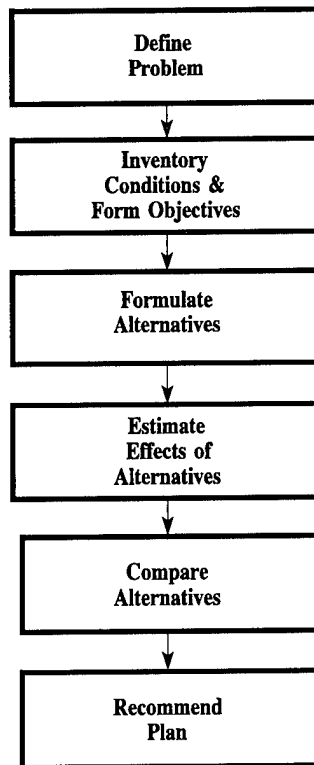 Define
Problem
Inventory
Conditions &
Form Objectives
Formulate
Alternatives
Estimate
Effects of
Alternatives
Compare
Alternatives
Recommend
Plan